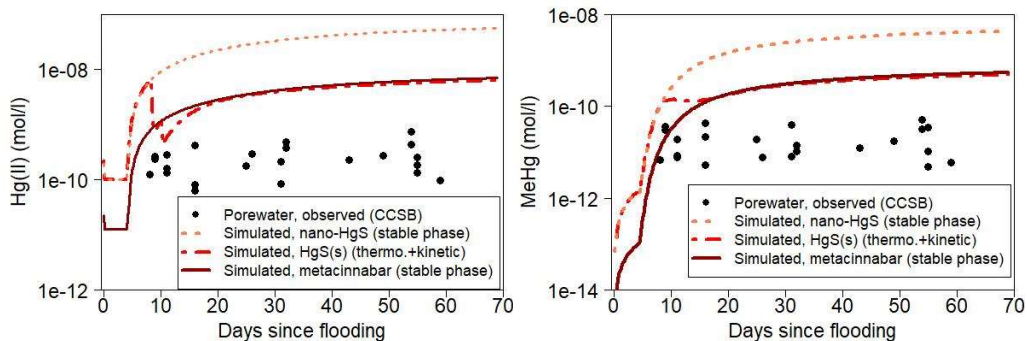 Hg(II) (mol/l)
1e-08
1e-10
1e-12
Porewater, observed (CCSB)
Simulated, nano-HgS (stable phase)
Simulated, HgS(s) (thermo.+kinetic)
Simulated, metacinnabar (stable phase)
0 10 20 30 40 50 60 70
Days since flooding
MeHg (mol/l)
1e-08
1e-10
1e-12
1e-14
Porewater, observed (CCSB)
Simulated, nano-HgS (stable phase)
Simulated, HgS(s) (thermo.+kinetic)
Simulated, metacinnabar (stable phase)
0 10 20 30 40 50 60 70
Days since flooding